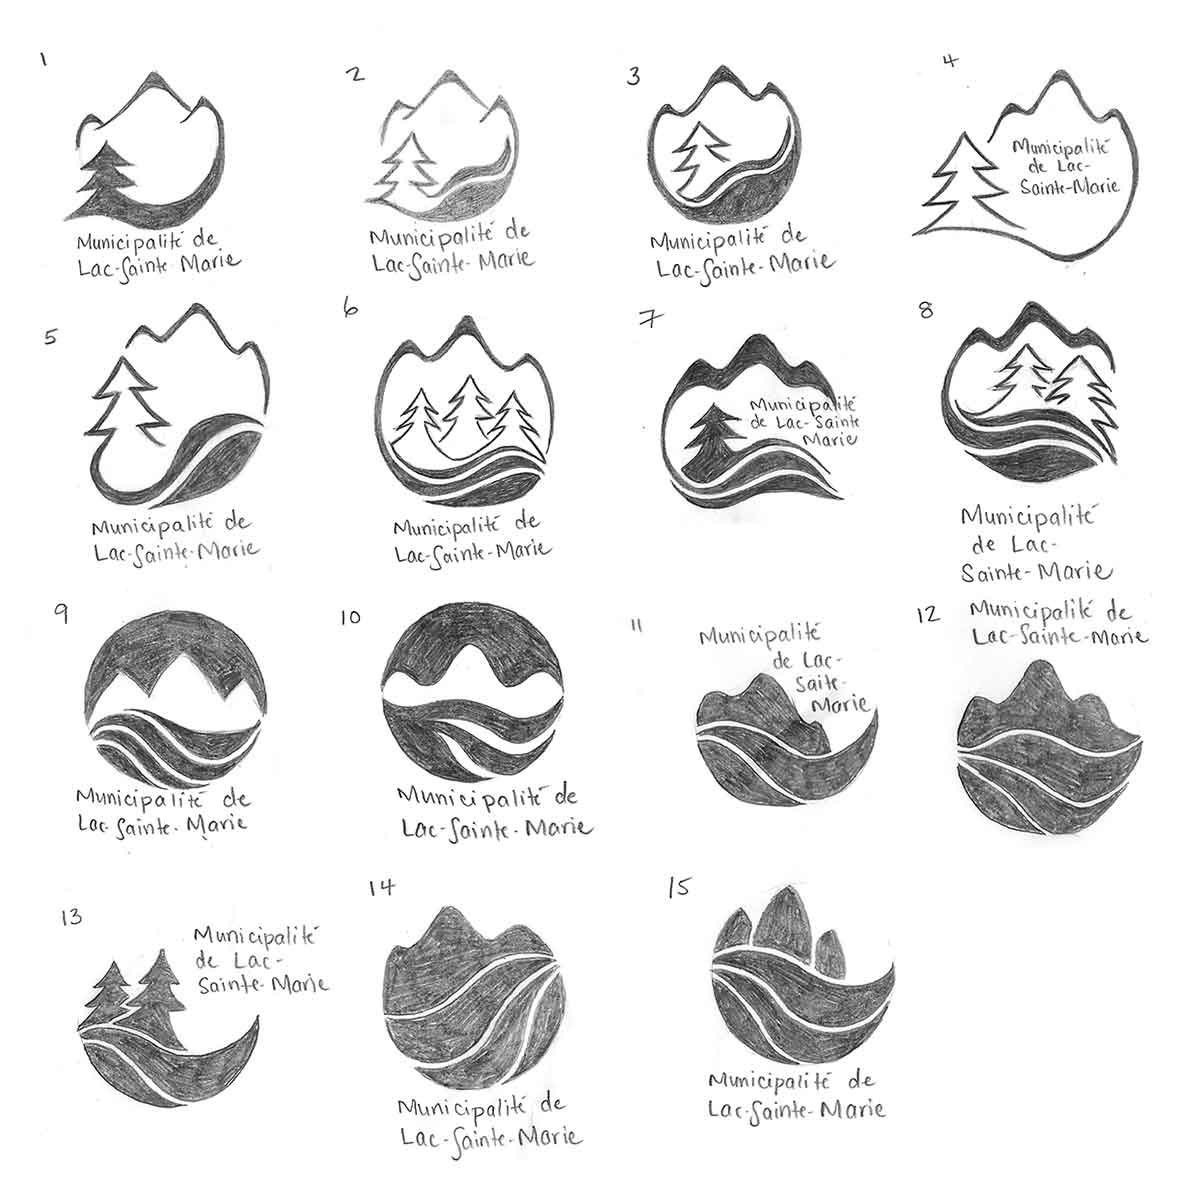 1
Municipalité de
Lac-Sainte Marie
2
Municipalité de
Lac-Sainte-Marie
3
Municipalité de
Lac-Sainte-Marie
4
Municipalité
de Lac-
Sainte-Marie
5
Municipalité de
Lac-Sainte-Marie
6
Municipalité de
Lac-Sainte-Marie
7
Municipalité
de Lac-Sainte
Marie
8
Municipalité
de Lac-
Sainte-Marie
9
Municipalité de
Lac-Sainte-Marie
10
Municipalité de
Lac-Sainte-Marie
11
Municipalité
de Lac-
Saite-
Marie
12
Municipalité de
Lac-Sainte-Marie
13
Municipalité
de Lac-
Sainte-Marie
14
Municipalité de
Lac-Sainte-Marie
15
Municipalité de
Lac-Sainte-Marie